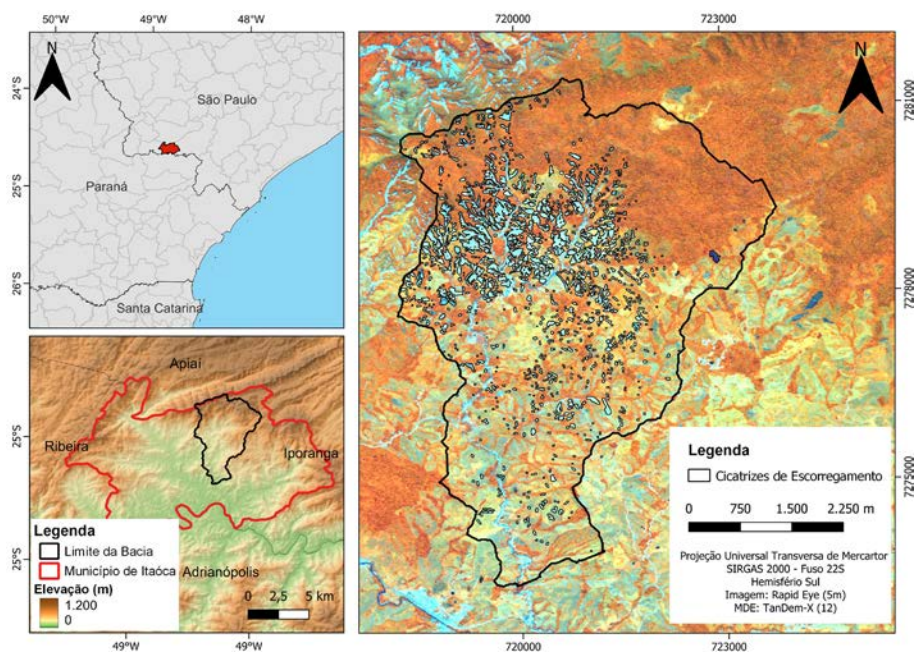 50°W
49°W
48°W
N
24°S
25°S
26°S
São Paulo
Paraná
Santa Catarina
Apiaí
25°S
Ribeira
Iporanga
Legenda
Limite da Bacia
Município de Itaóca
Elevação (m)
1.200
0
Adrianópolis
0 2,5 5 km
25°S
49°W
49°W
720000
723000
N
7281000
7278000
7275000
Legenda
Cicatrizes de Escorregamento
0 750 1.500 2.250 m
Projeção Universal Transversa de Mercartor
SIRGAS 2000 - Fuso 22S
Hemisfério Sul
Imagem: Rapid Eye (5m)
MDE: TanDem-X (12)
720000
723000